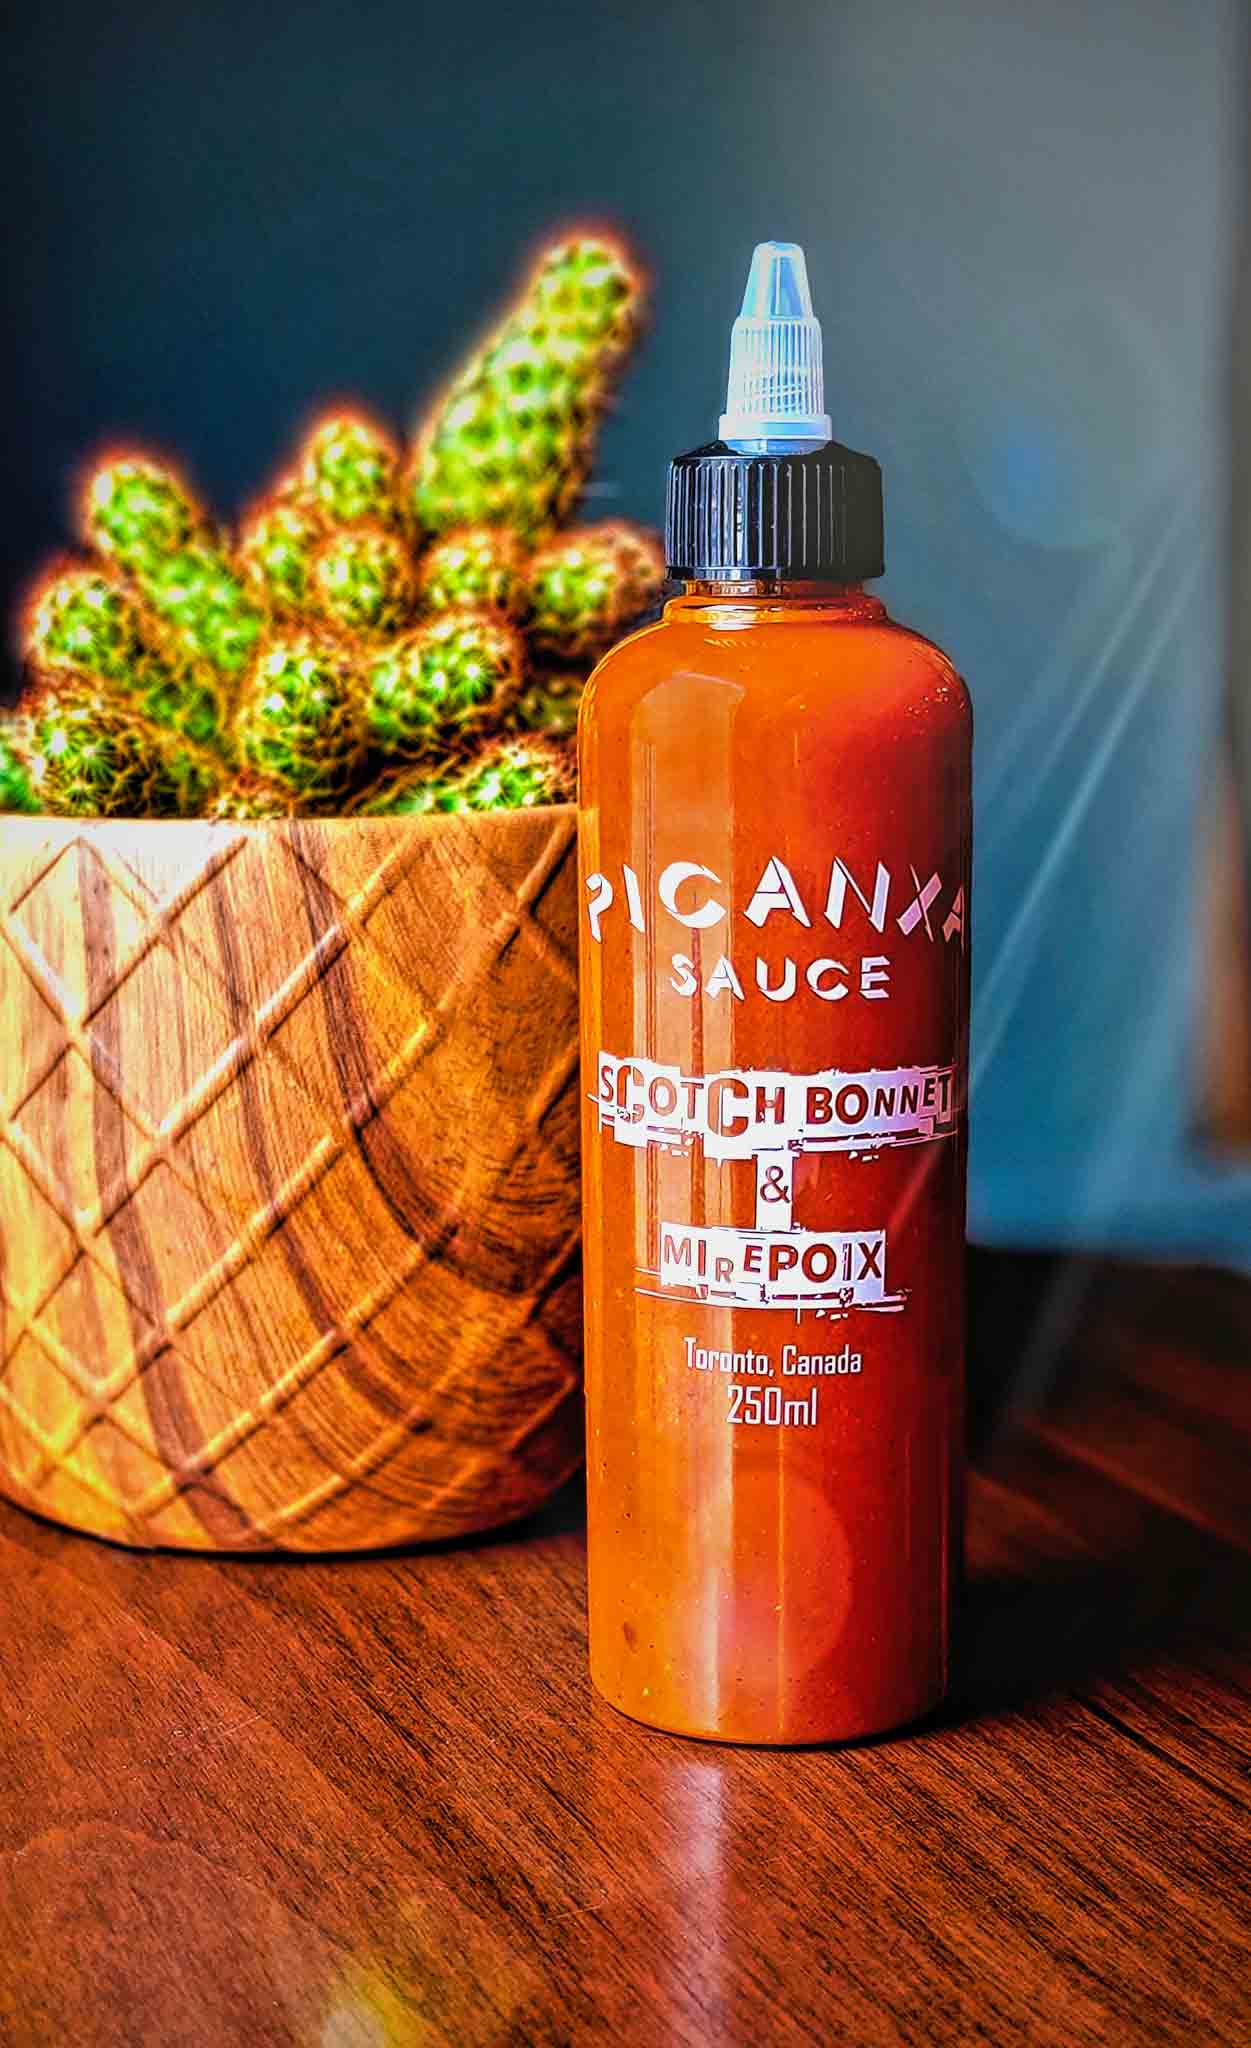 PICANXA
SAUCE
SCOTCH BONNET
&
MIREPOIX
Toronto, Canada
250ml